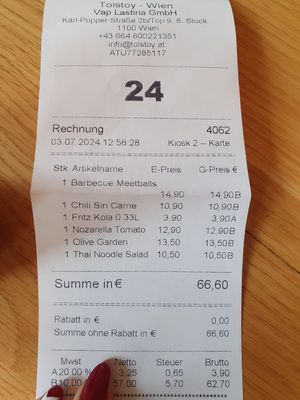 Tolstoy - Wien
Vap Lastiria GmbH
Karl-Popper-Straße 2b/Top 9, 6. Stock
1100 Wien
+43 664 800221351
info@tolstoy.at
ATU77285117
24
Rechnung 4062
03.07.2024 12:58:28 Kiosk 2 -- Karte
Stk Artikelname E-Preis G-Preis €
1 Barbecue Meetballs
14,90 14,90B
1 Chili Sin Carne 10,90 10,90B
1 Fritz Kola 0.33L 3,90 3,90A
1 Nozarella Tomato 12,90 12,90B
1 Olive Garden 13,50 13,50B
1 Thai Noodle Salad 10,50 10,50B
Summe in € 66,60
Rabatt in € 0,00
Summe ohne Rabatt in € 66,60
Mwst Netto Steuer Brutto
A20.00 % 3,25 0,65 3,90
B10,00 % 57,00 5,70 62,70